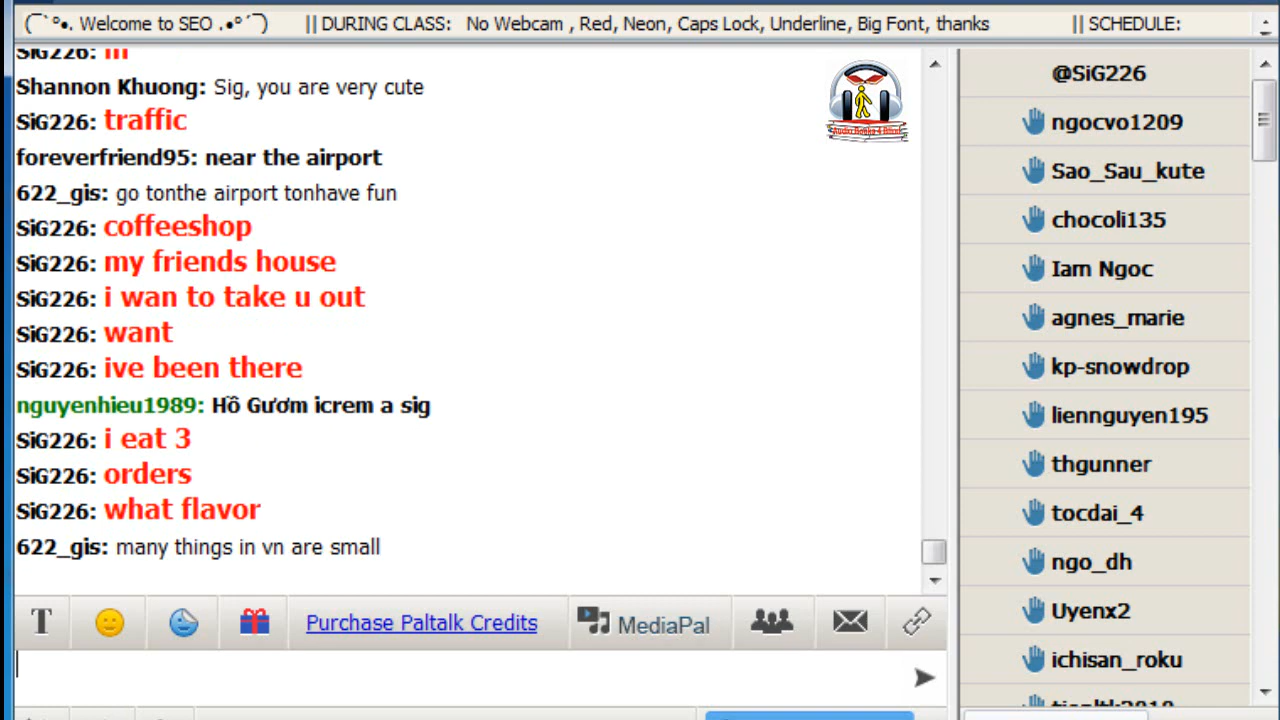 (¯`°•. Welcome to SEO .•°´¯) || DURING CLASS: No Webcam , Red, Neon, Caps Lock, Underline, Big Font, thanks || SCHEDULE:
SiG226: m
Shannon Khuong: Sig, you are very cute
SiG226: traffic
foreverfriend95: near the airport
622_gis: go tonthe airport tonhave fun
SiG226: coffeeshop
SiG226: my friends house
SiG226: i wan to take u out
SiG226: want
SiG226: ive been there
nguyenhieu1989: Hồ Gươm icrem a sig
SiG226: i eat 3
SiG226: orders
SiG226: what flavor
622_gis: many things in vn are small
T Purchase Paltalk Credits MediaPal
@SiG226
ngocvo1209
Sao_Sau_kute
chocoli135
Iam Ngoc
agnes_marie
kp-snowdrop
liennguyen195
thgunner
tocdai_4
ngo_dh
Uyenx2
ichisan_roku